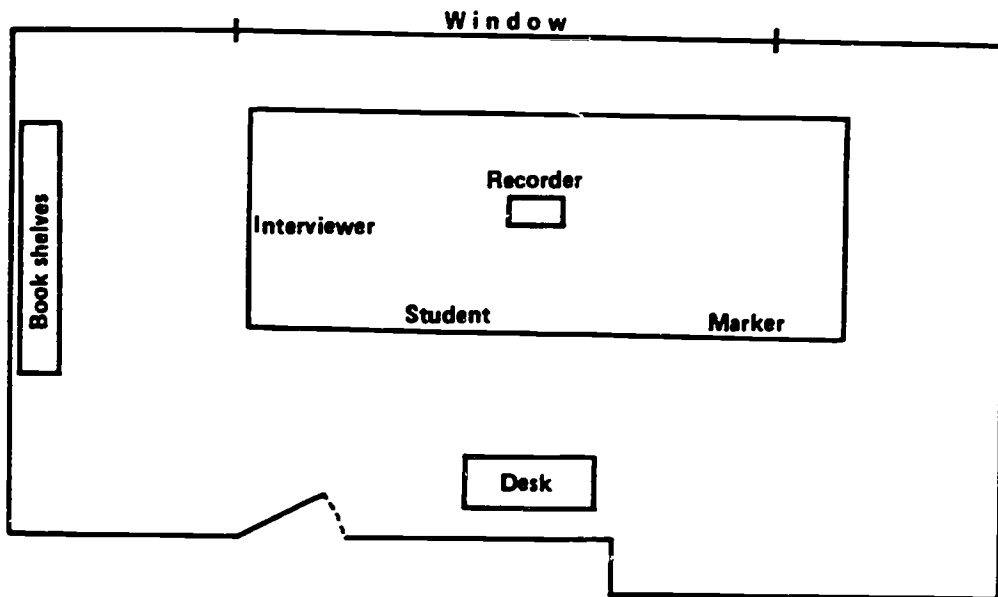 Window
Recorder
Interviewer
Book shelves
Student
Marker
Desk